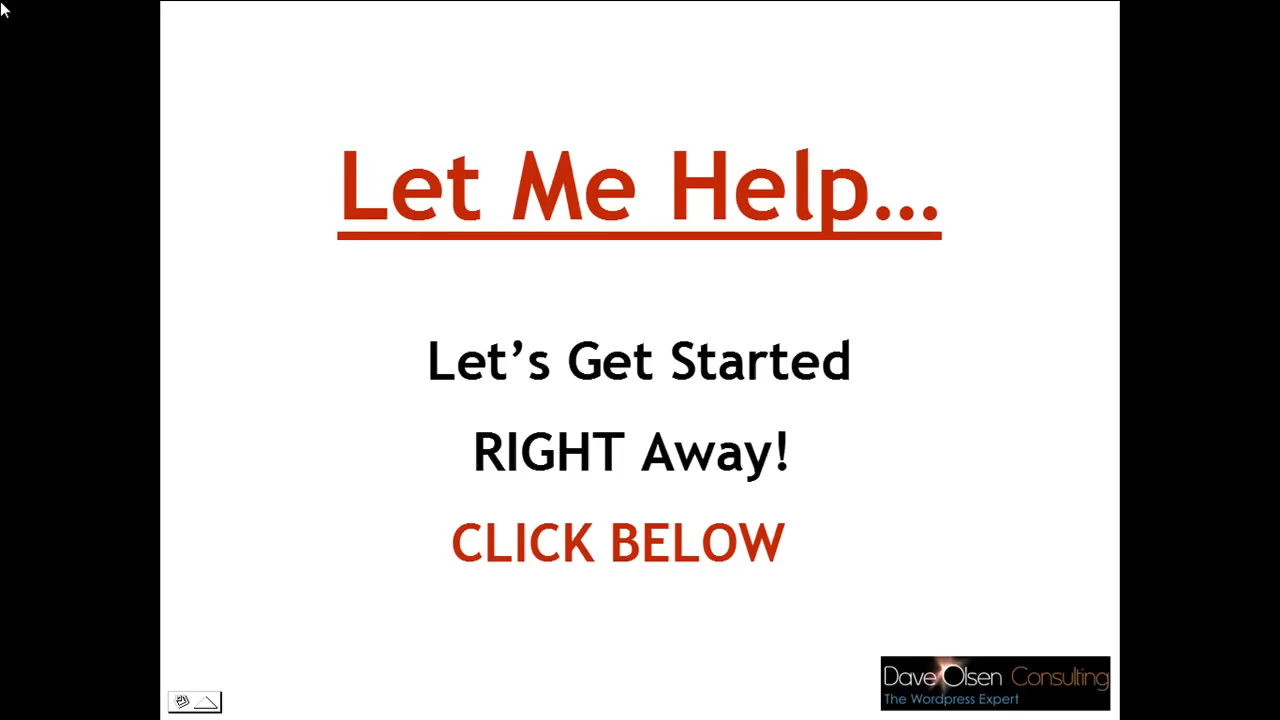 Let Me Help...
Let’s Get Started
RIGHT Away!
CLICK BELOW
Dave Olsen Consulting
The Wordpress Expert